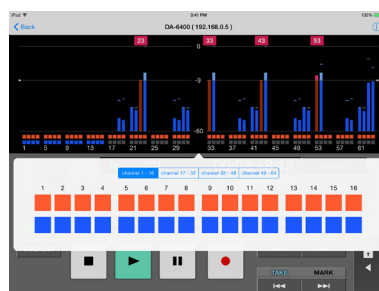 iPod 3:41 PM 100%
Back DA-6400 ( 192.168.0.5 )
23 33 43 53
0
-9
-60
1 5 9 13 17 21 25 29 33 37 41 45 49 53 57 61
channel 1 - 16 channel 17 - 32 channel 33 - 48 channel 49 - 64
1 2 3 4 5 6 7 8 9 10 11 12 13 14 15 16
TAKE MARK